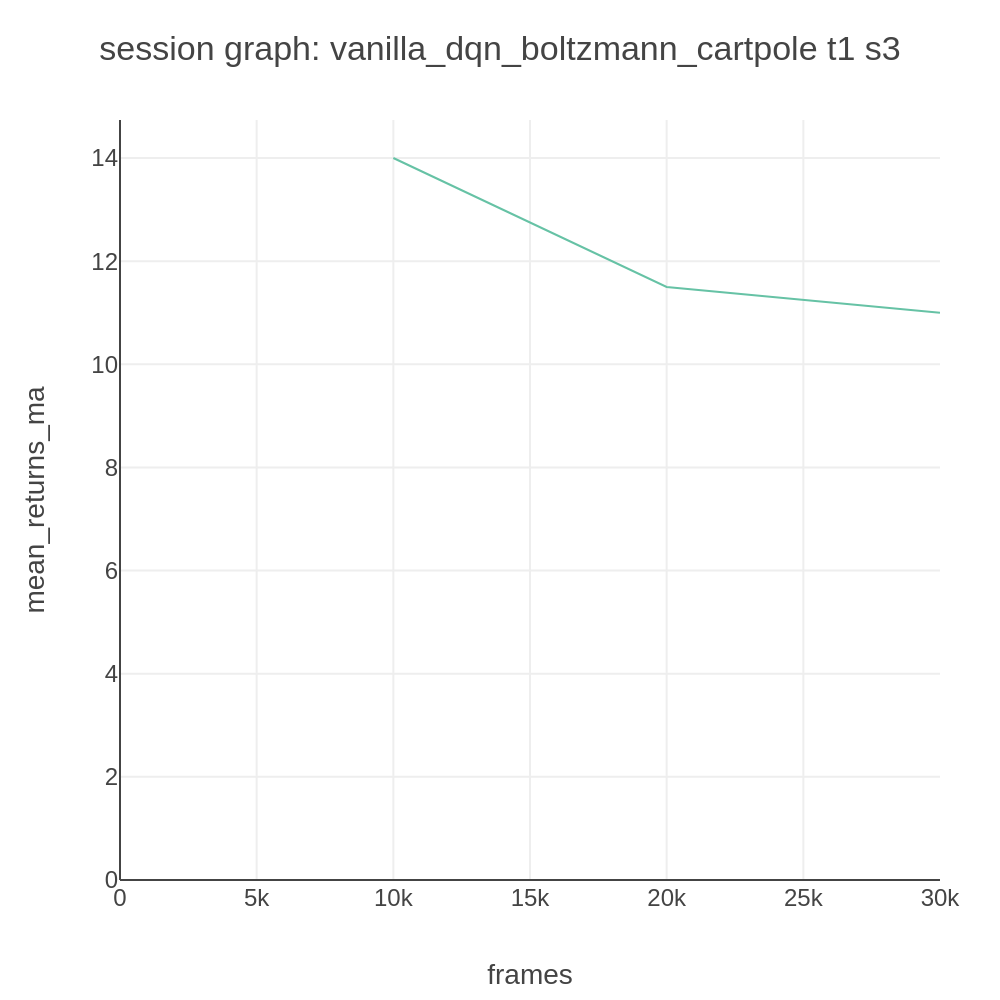 session graph: vanilla_dqn_boltzmann_cartpole t1 s3
14
12
10
8
6
4
2
0
mean_returns_ma
0 5k 10k 15k 20k 25k 30k
frames